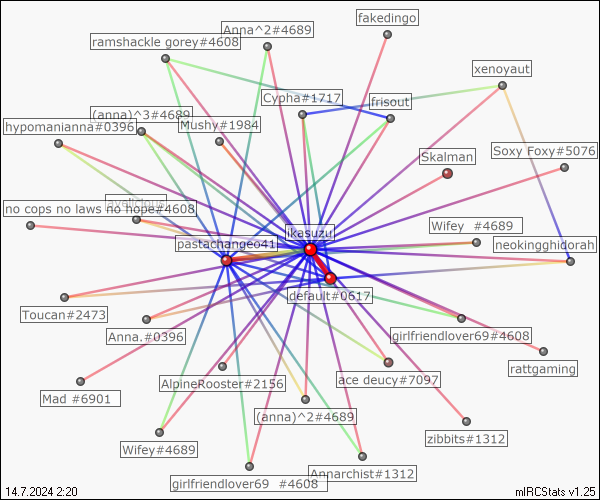 fakedingo
Anna^2#4689
ramshackle gorey#4608
xenoyaut
Cypha#1717
frisout
(anna)^3#4689
hypomanianna#0396
Mushy#1984
Skalman
Soxy Foxy#5076
no cops no laws no hope#4608
Wifey #4689
ikasuzu
pastachangeo41
neokingghidorah
default#0617
Toucan#2473
Anna.#0396
girlfriendlover69#4608
rattgaming
AlpineRooster#2156
ace deucy#7097
Mad #6901
(anna)^2#4689
zibbits#1312
Wifey#4689
Annarchist#1312
girlfriendlover69 #4608
14.7.2024 2:20
mIRCStats v1.25